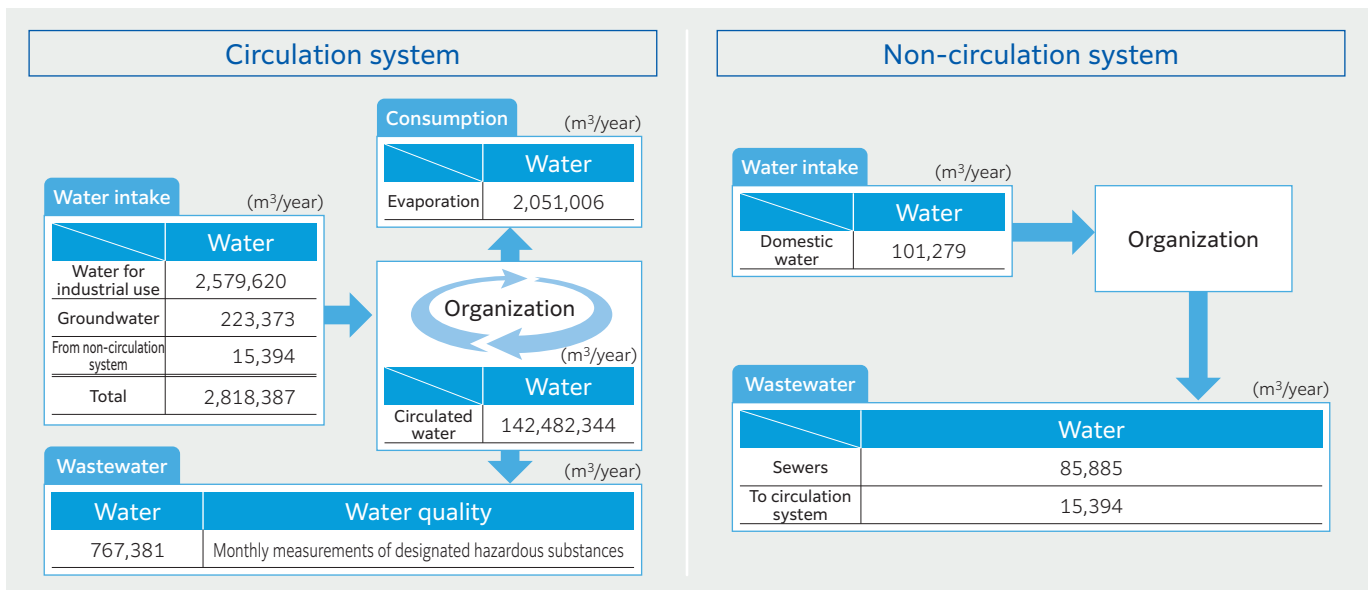 Circulation system
Consumption
(m³/year)
Water
Evaporation 2,051,006
Water intake
(m³/year)
Water
Water for
industrial use
2,579,620
Groundwater 223,373
From non-circulation
system
15,394
Total 2,818,387
Organization
(m³/year)
Water
Circulated
water
142,482,344
Wastewater
(m³/year)
Water Water quality
767,381 Monthly measurements of designated hazardous substances
Non-circulation system
Water intake
(m³/year)
Water
Domestic
water
101,279
Organization
Wastewater
(m³/year)
Water
Sewers 85,885
To circulation
system
15,394